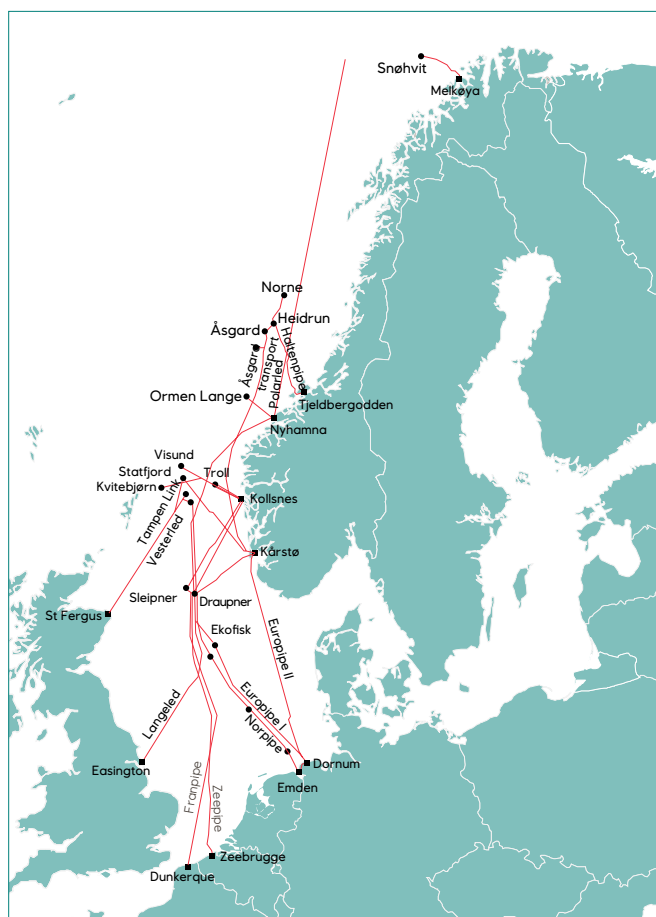 Snøhvit
Melkøya
Norne
Heidrun
Åsgard
Haltenpipe
Åsgard
transport
Polarled
Ormen Lange
Tjeldbergodden
Nyhamna
Visund
Statfjord
Troll
Kvitebjørn
Kollsnes
Tampen Link
Vesterled
Kårstø
Sleipner
Draupner
St Fergus
Ekofisk
Europipe II
Europipe I
Langeled
Norpipe
Easington
Dornum
Emden
Franpipe
Zeepipe
Zeebrugge
Dunkerque